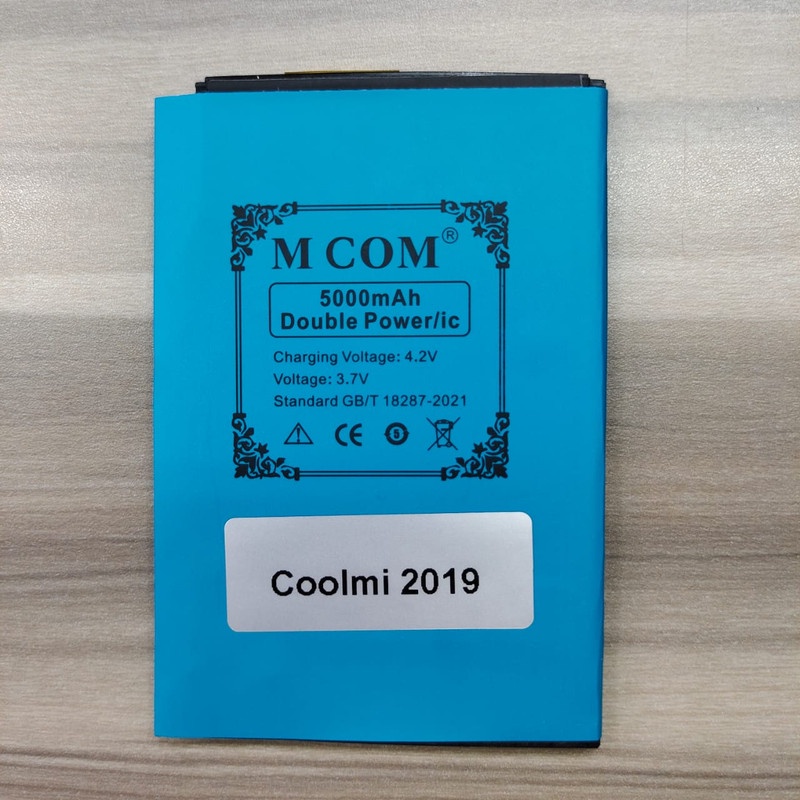 M COM®
5000mAh
Double Power/ic
Charging Voltage: 4.2V
Voltage: 3.7V
Standard GB/T 18287-2021
CE
Coolmi 2019